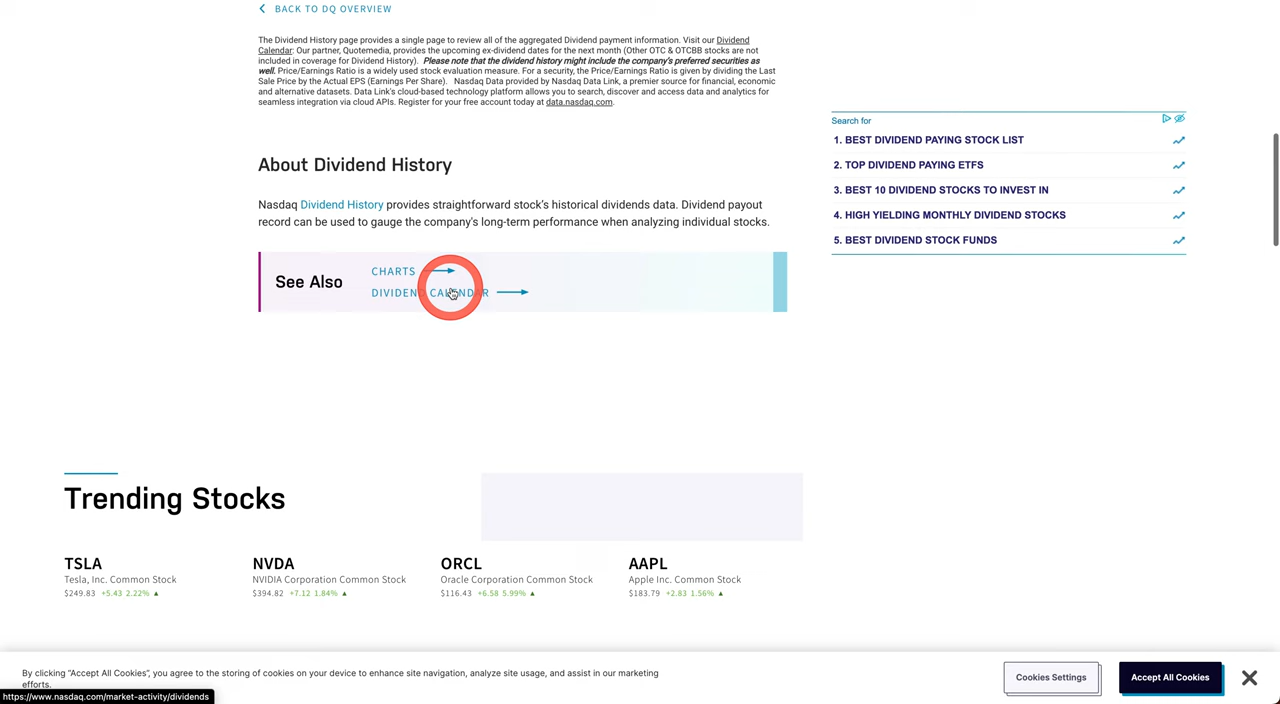 BACK TO DQ OVERVIEW
The Dividend History page provides a single page to review all of the aggregated Dividend payment information. Visit our Dividend
Calendar: Our partner, Quotemedia, provides the upcoming ex-dividend dates for the next month (Other OTC & OTCBB stocks are not
included in coverage for Dividend History). Please note that the dividend history might include the company's preferred securities as
well. Price/Earnings Ratio is a widely used stock evaluation measure. For a security, the Price/Earnings Ratio is given by dividing the Last
Sale Price by the Actual EPS (Earnings Per Share). Nasdaq Data provided by Nasdaq Data Link, a premier source for financial, economic
and alternative datasets. Data Link's cloud-based technology platform allows you to search, discover and access data and analytics for
seamless integration via cloud APIs. Register for your free account today at data.nasdaq.com.
Search for
1. BEST DIVIDEND PAYING STOCK LIST
2. TOP DIVIDEND PAYING ETFS
3. BEST 10 DIVIDEND STOCKS TO INVEST IN
4. HIGH YIELDING MONTHLY DIVIDEND STOCKS
5. BEST DIVIDEND STOCK FUNDS
About Dividend History
Nasdaq Dividend History provides straightforward stock's historical dividends data. Dividend payout
record can be used to gauge the company's long-term performance when analyzing individual stocks.
See Also
CHARTS
DIVIDEND CALENDAR
Trending Stocks
TSLA
Tesla, Inc. Common Stock
$249.83 +5.43 2.22% ▲
NVDA
NVIDIA Corporation Common Stock
$394.82 +7.12 1.84% ▲
ORCL
Oracle Corporation Common Stock
$116.43 +6.58 5.99% ▲
AAPL
Apple Inc. Common Stock
$183.79 +2.83 1.56% ▲
By clicking "Accept All Cookies", you agree to the storing of cookies on your device to enhance site navigation, analyze site usage, and assist in our marketing
efforts.
Cookies Settings
Accept All Cookies
https://www.nasdaq.com/market-activity/dividends